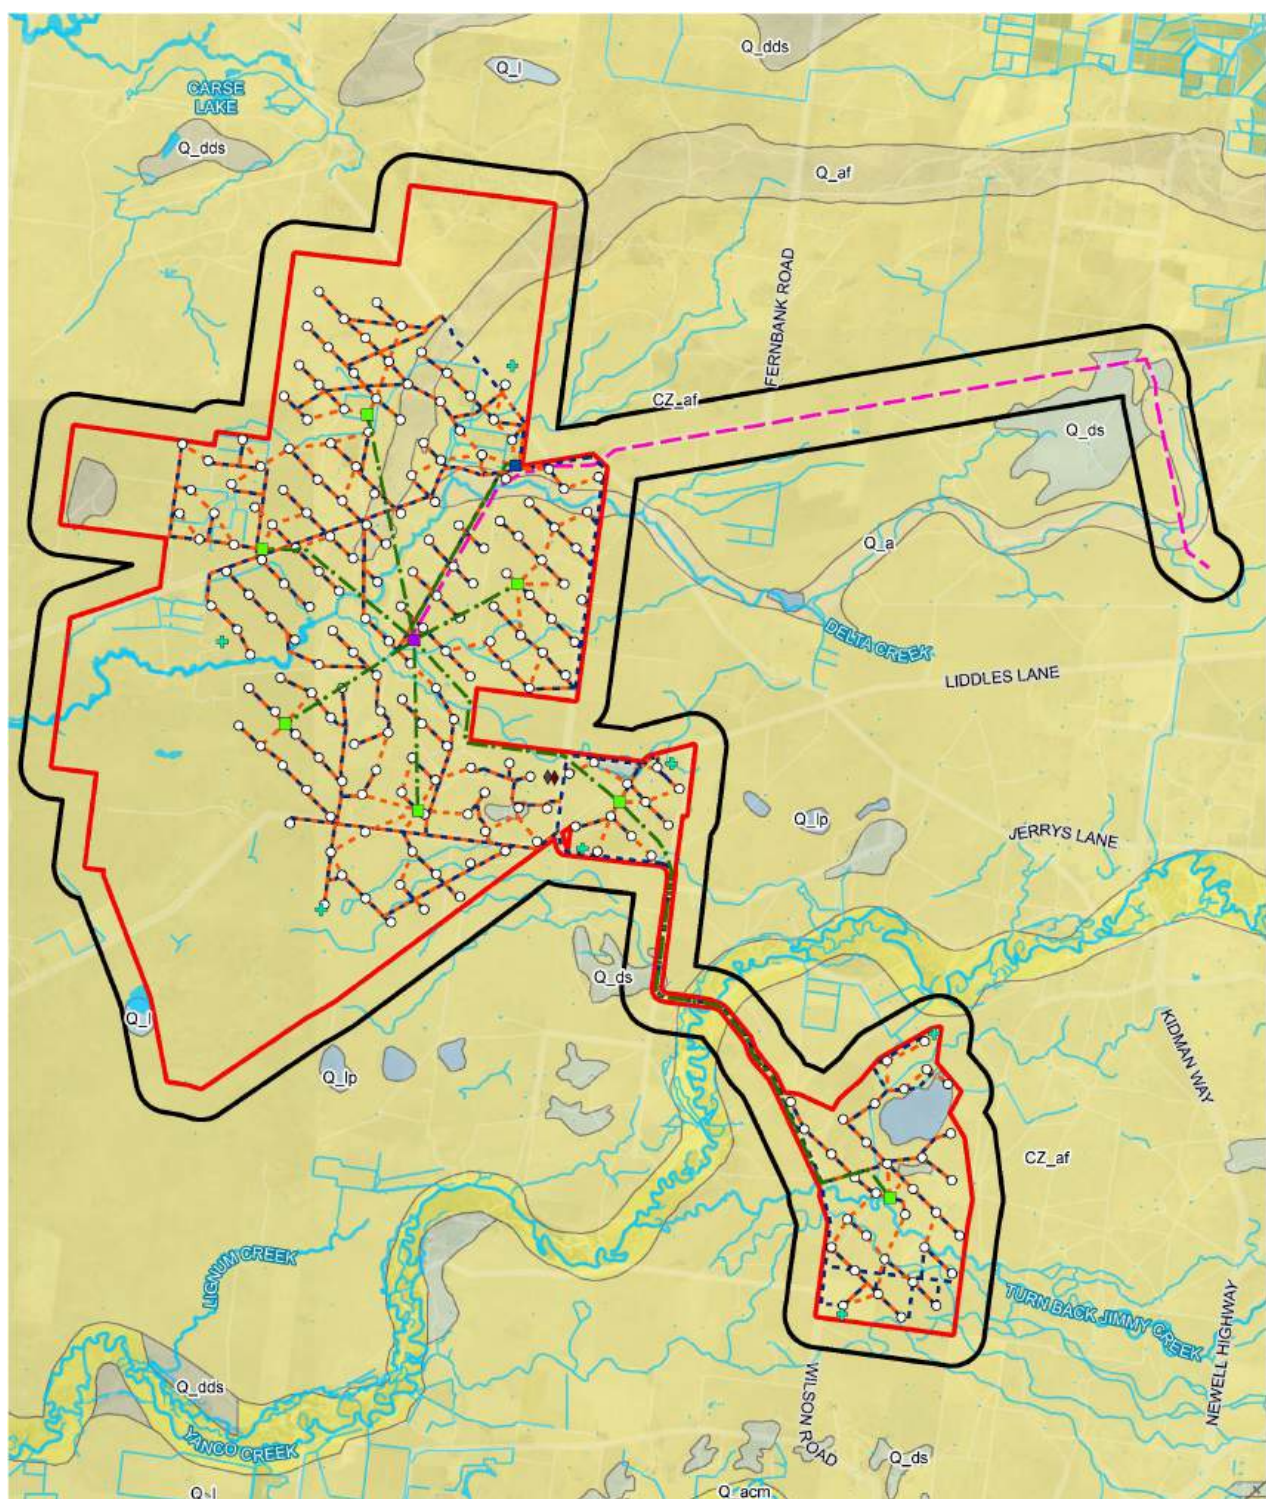 Q_dds
Q_l
CARSE
LAKE
Q_dds
Q_af
FERNBANK ROAD
CZ_af
Q_ds
Q_a
DELTA CREEK
LIDDLES LANE
Q_lp
JERRYS LANE
Q_ds
Q_l
KIDMAN WAY
Q_lp
CZ_af
LIGNUM CREEK
TURN BACK JIMMY CREEK
NEWELL HIGHWAY
Q_dds
WILSON ROAD
YANCO CREEK
Q_ds
Q_l
Q_acm